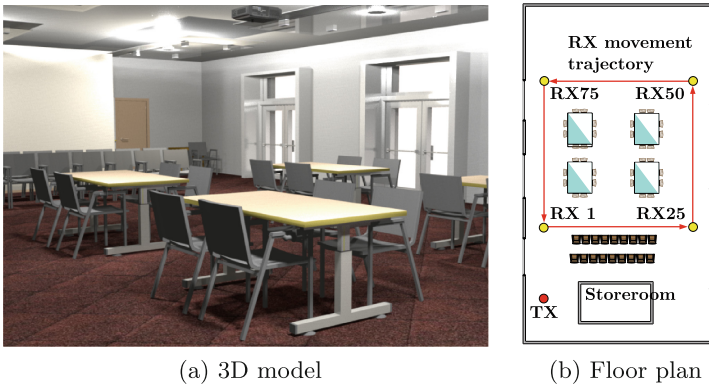 RX movement
trajectory
RX75 RX50
RX 1 RX25
Storeroom
TX
(a) 3D model (b) Floor plan